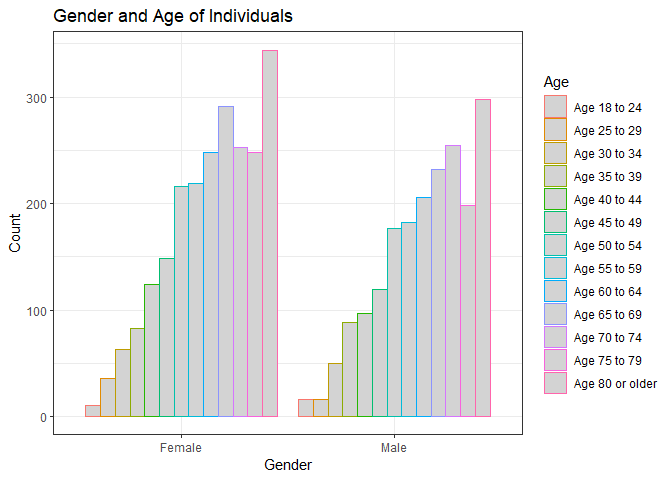 Gender and Age of Individuals
Count
300
200
100
0
Female Male
Gender
Age
Age 18 to 24
Age 25 to 29
Age 30 to 34
Age 35 to 39
Age 40 to 44
Age 45 to 49
Age 50 to 54
Age 55 to 59
Age 60 to 64
Age 65 to 69
Age 70 to 74
Age 75 to 79
Age 80 or older